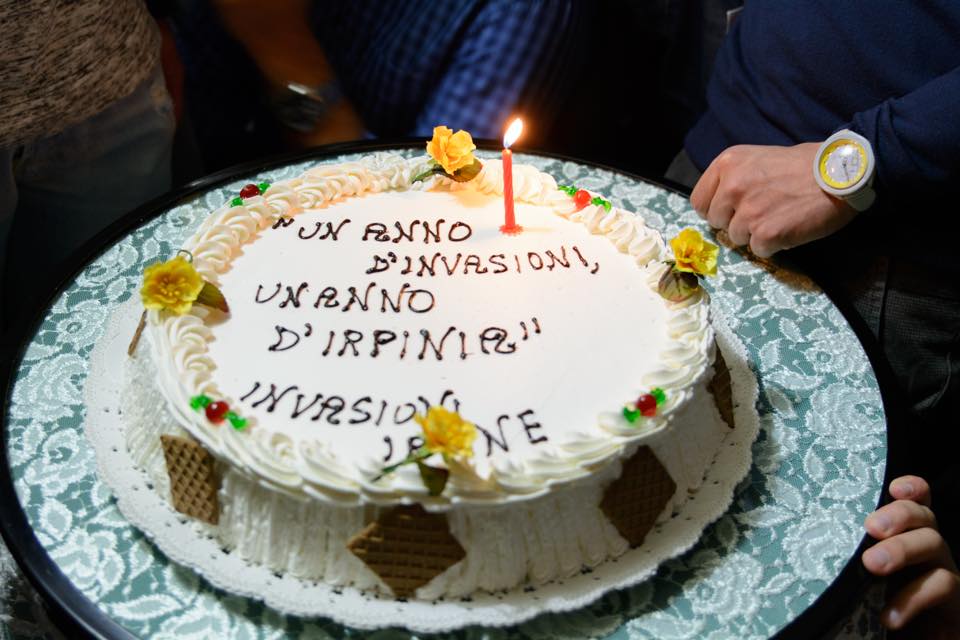 "UN ANNO
D'INVASIONI,
UN ANNO
D'IRPINIA"
INVASIONI